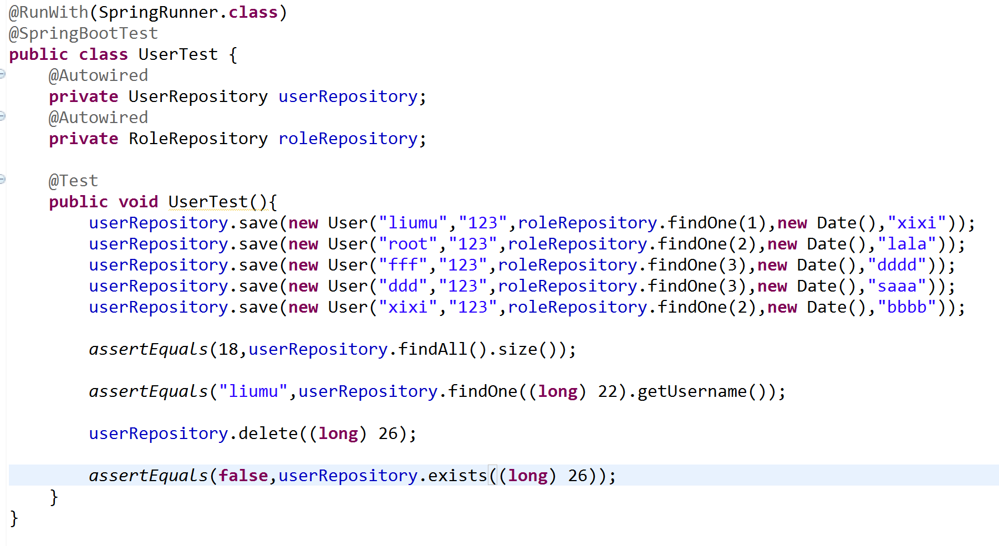 @RunWith(SpringRunner.class)
@SpringBootTest
public class UserTest {
    @Autowired
    private UserRepository userRepository;
    @Autowired
    private RoleRepository roleRepository;

    @Test
    public void UserTest(){
        userRepository.save(new User("liumu","123",roleRepository.findOne(1),new Date(),"xixi"));
        userRepository.save(new User("root","123",roleRepository.findOne(2),new Date(),"lala"));
        userRepository.save(new User("fff","123",roleRepository.findOne(3),new Date(),"dddd"));
        userRepository.save(new User("ddd","123",roleRepository.findOne(3),new Date(),"saaa"));
        userRepository.save(new User("xixi","123",roleRepository.findOne(2),new Date(),"bbbb"));

        assertEquals(18,userRepository.findAll().size());

        assertEquals("liumu",userRepository.findOne((long) 22).getUsername());

        userRepository.delete((long) 26);

        assertEquals(false,userRepository.exists((long) 26));
    }
}